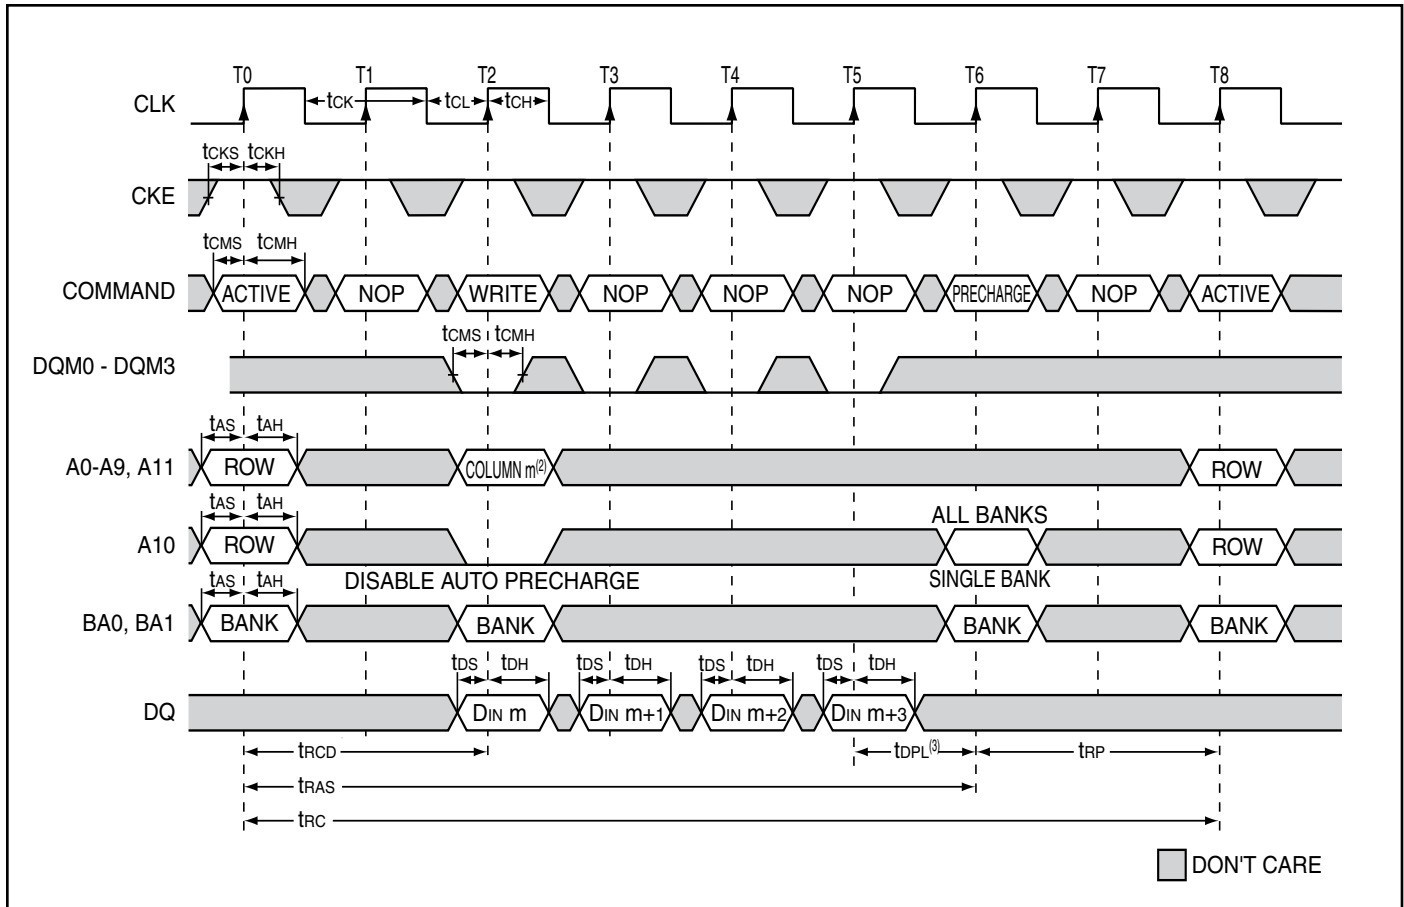 T0 T1 T2 T3 T4 T5 T6 T7 T8
CLK tCK tCL tCH
tCKS tCKH
CKE
tCMS tCMH
COMMAND ACTIVE NOP WRITE NOP NOP NOP PRECHARGE NOP ACTIVE
tCMS tCMH
DQM0 - DQM3
tAS tAH
A0-A9, A11 ROW COLUMN m(2) ROW
tAS tAH ALL BANKS
A10 ROW ROW
tAS tAH DISABLE AUTO PRECHARGE SINGLE BANK
BA0, BA1 BANK BANK BANK BANK
tDS tDH tDS tDH tDS tDH tDS tDH
DQ DIN m DIN m+1 DIN m+2 DIN m+3
tRCD tDPL(3) tRP
tRAS
tRC
DON'T CARE